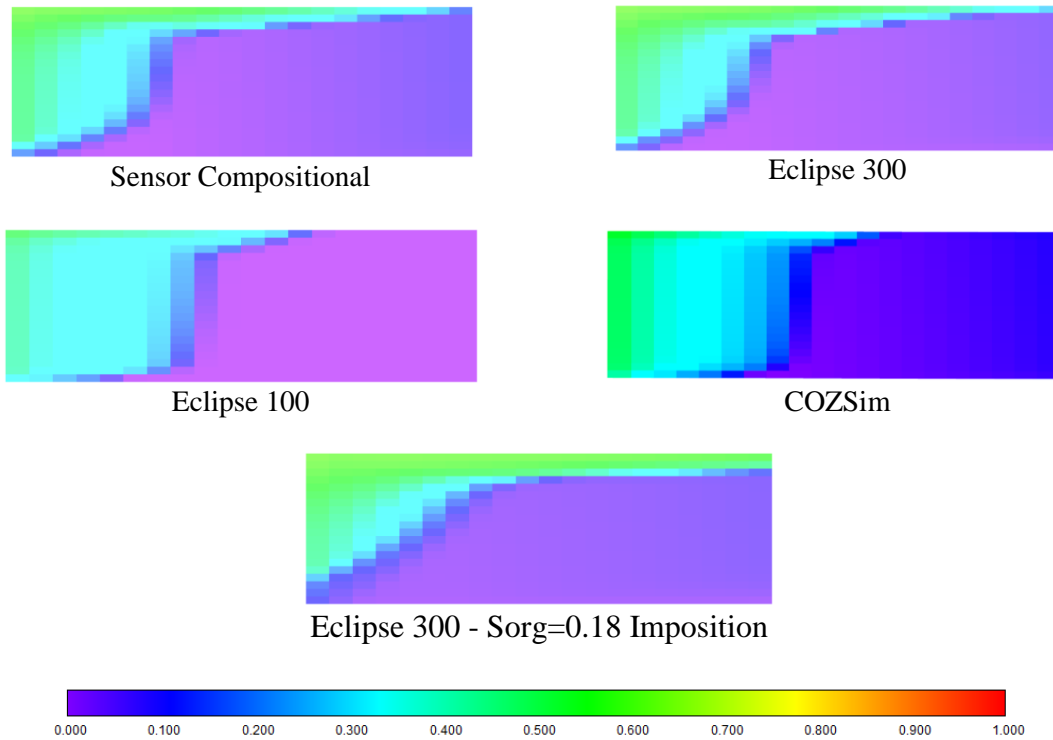 Sensor Compositional
Eclipse 300
Eclipse 100
COZSim
Eclipse 300 - Sorg=0.18 Imposition
0.000 0.100 0.200 0.300 0.400 0.500 0.600 0.700 0.800 0.900 1.000